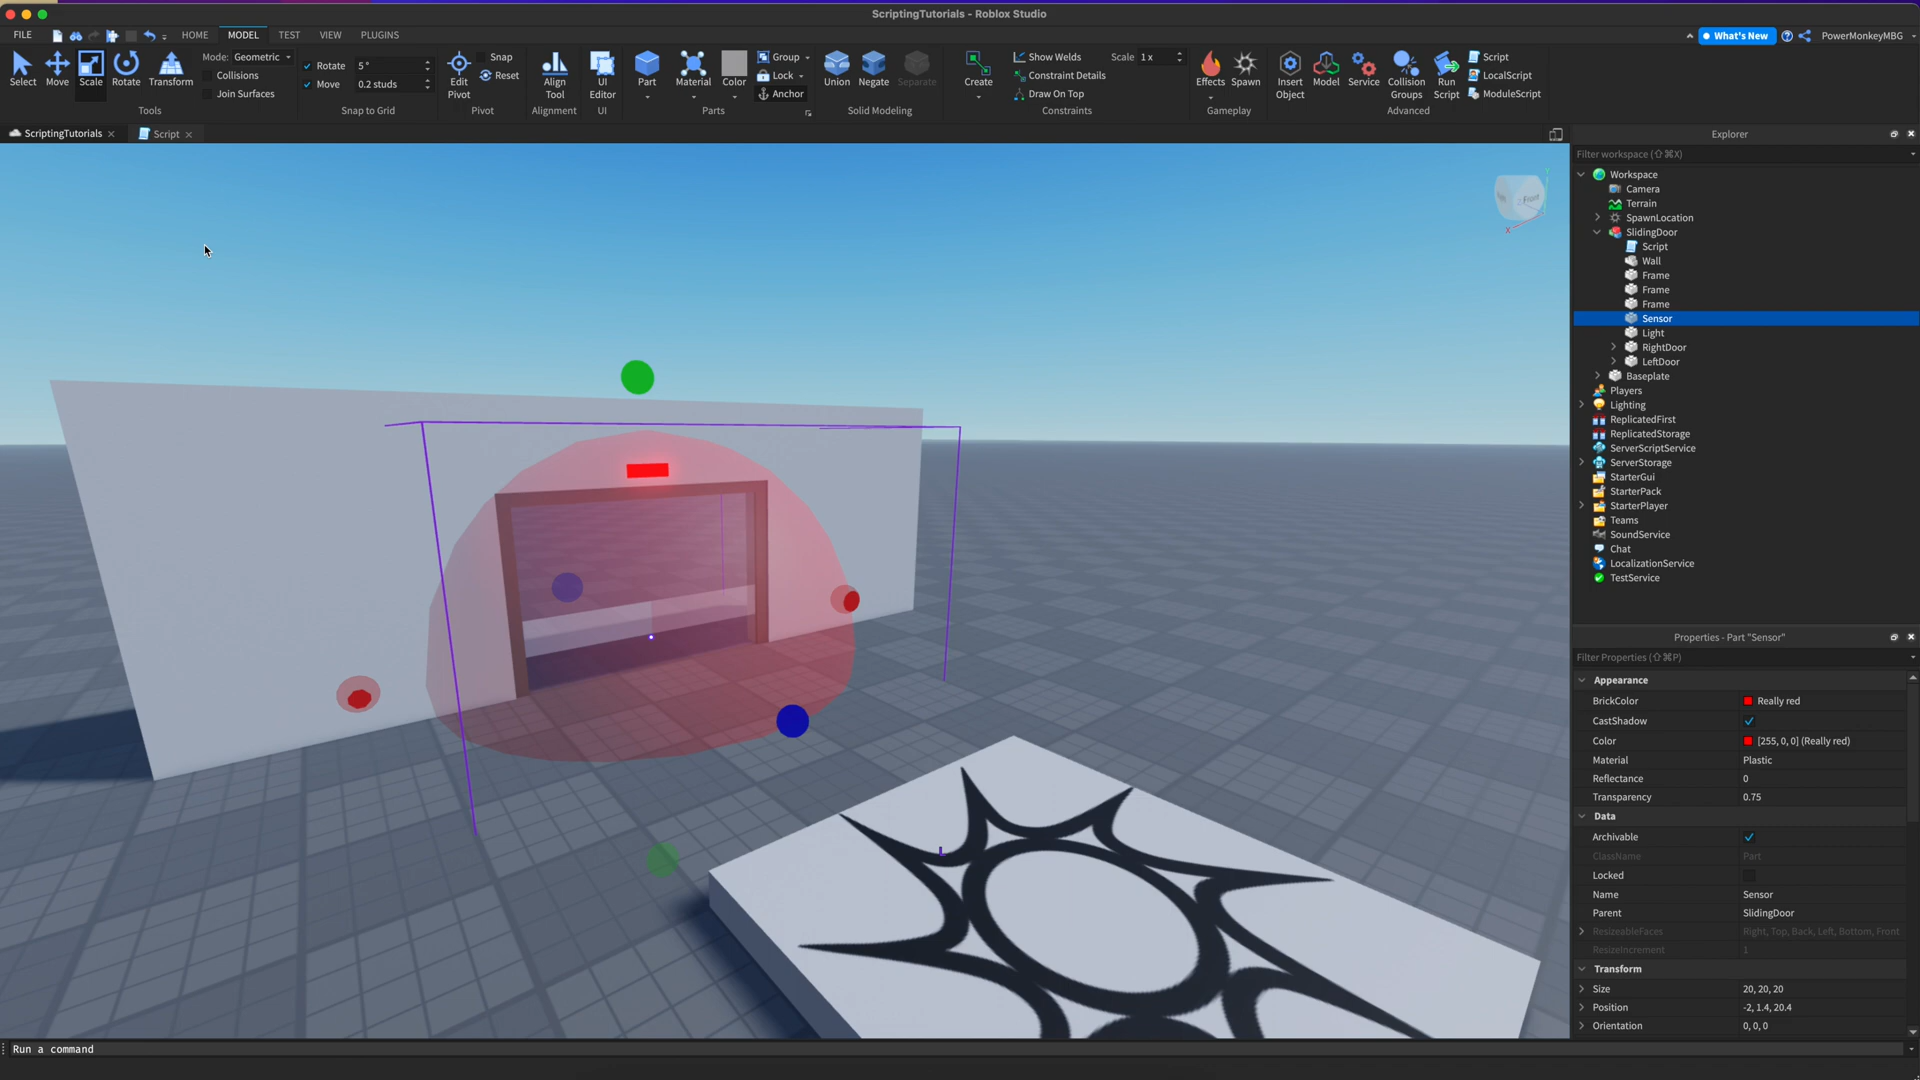 ScriptingTutorials - Roblox Studio
FILE HOME MODEL TEST VIEW PLUGINS What's New PowerMonkeyMBG
Select Move Scale Rotate Transform
Mode: Geometric
Collisions
Join Surfaces
Tools
Rotate 5 °
Move 0.2 studs
Snap to Grid
Edit Pivot
Snap
Reset
Pivot
Align Tool
Alignment
UI Editor
UI
Part Material Color
Group
Lock
Anchor
Parts
Union Negate Separate
Solid Modeling
Create
Show Welds
Constraint Details
Draw On Top
Scale 1 x
Constraints
Effects Spawn
Gameplay
Insert Object
Model
Service
Collision Groups
Run Script
Script
LocalScript
ModuleScript
Advanced
ScriptingTutorials
Script
Front
X
Explorer
Filter workspace (⇧⌘X)
Workspace
Camera
Terrain
SpawnLocation
SlidingDoor
Script
Wall
Frame
Frame
Frame
Sensor
Light
RightDoor
LeftDoor
Baseplate
Players
Lighting
ReplicatedFirst
ReplicatedStorage
ServerScriptService
ServerStorage
StarterGui
StarterPack
StarterPlayer
Teams
SoundService
Chat
LocalizationService
TestService
Properties - Part "Sensor"
Filter Properties (⇧⌘P)
Appearance
BrickColor Really red
CastShadow
Color [255, 0, 0] (Really red)
Material Plastic
Reflectance 0
Transparency 0.75
Data
Archivable
ClassName Part
Locked
Name Sensor
Parent SlidingDoor
ResizeableFaces Right, Top, Back, Left, Bottom, Front
ResizeIncrement 1
Transform
Size 20, 20, 20
Position -2, 1.4, 20.4
Orientation 0, 0, 0
Run a command